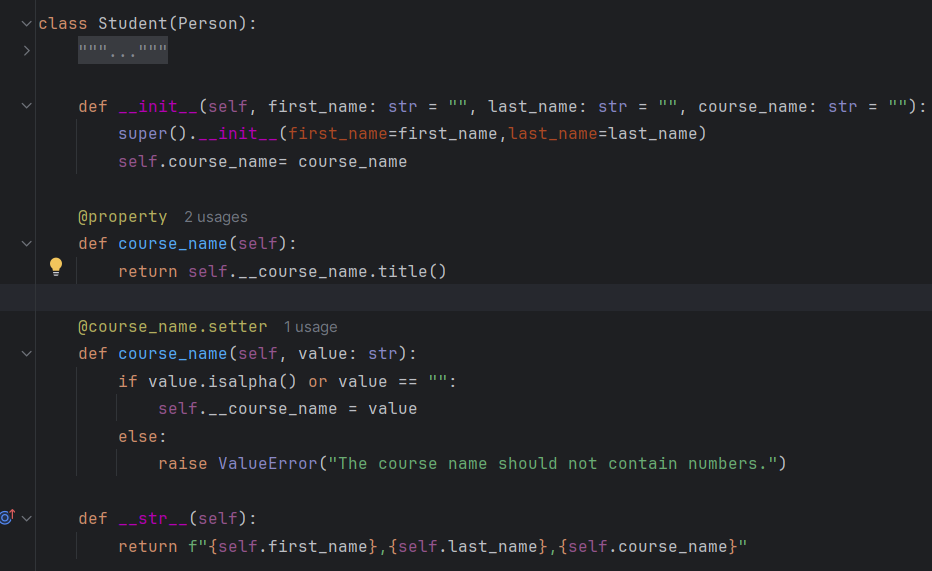 class Student(Person):
    """..."""
    def __init__(self, first_name: str = "", last_name: str = "", course_name: str = ""):
        super().__init__(first_name=first_name,last_name=last_name)
        self.course_name= course_name
    @property 2 usages
    def course_name(self):
        return self.__course_name.title()
    @course_name.setter 1 usage
    def course_name(self, value: str):
        if value.isalpha() or value == "":
            self.__course_name = value
        else:
            raise ValueError("The course name should not contain numbers.")
    def __str__(self):
        return f"{self.first_name},{self.last_name},{self.course_name}"